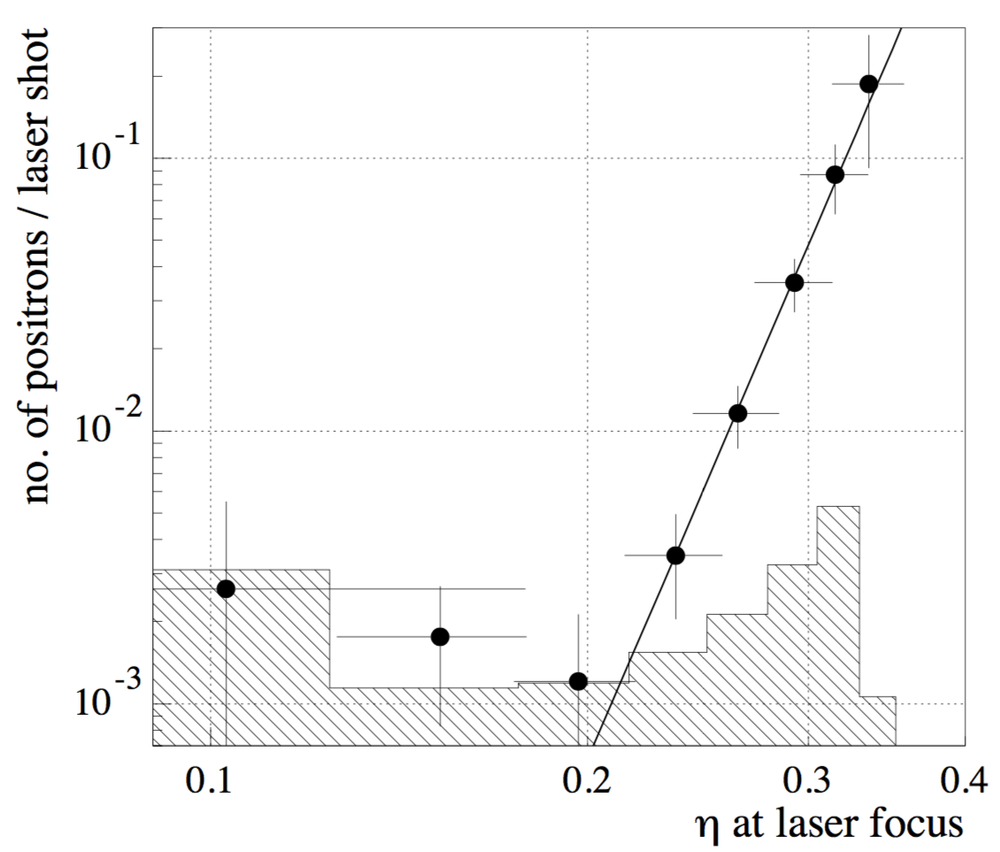 no. of positrons / laser shot
10^-1
10^-2
10^-3
0.1 0.2 0.3 0.4
η at laser focus